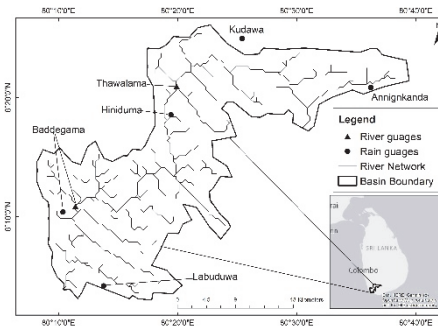 80°10'0"E 80°20'0"E 80°30'0"E 80°40'0"E
Kudawa
Thawalama
Annignkanda
6°20'0"N
Hiniduma
Legend
River guages
Rain guages
River Network
Basin Boundary
Baddegama
6°10'0"N
SRI LANKA
Colombo
Labuduwa
80°10'0"E 80°20'0"E 80°30'0"E 80°40'0"E